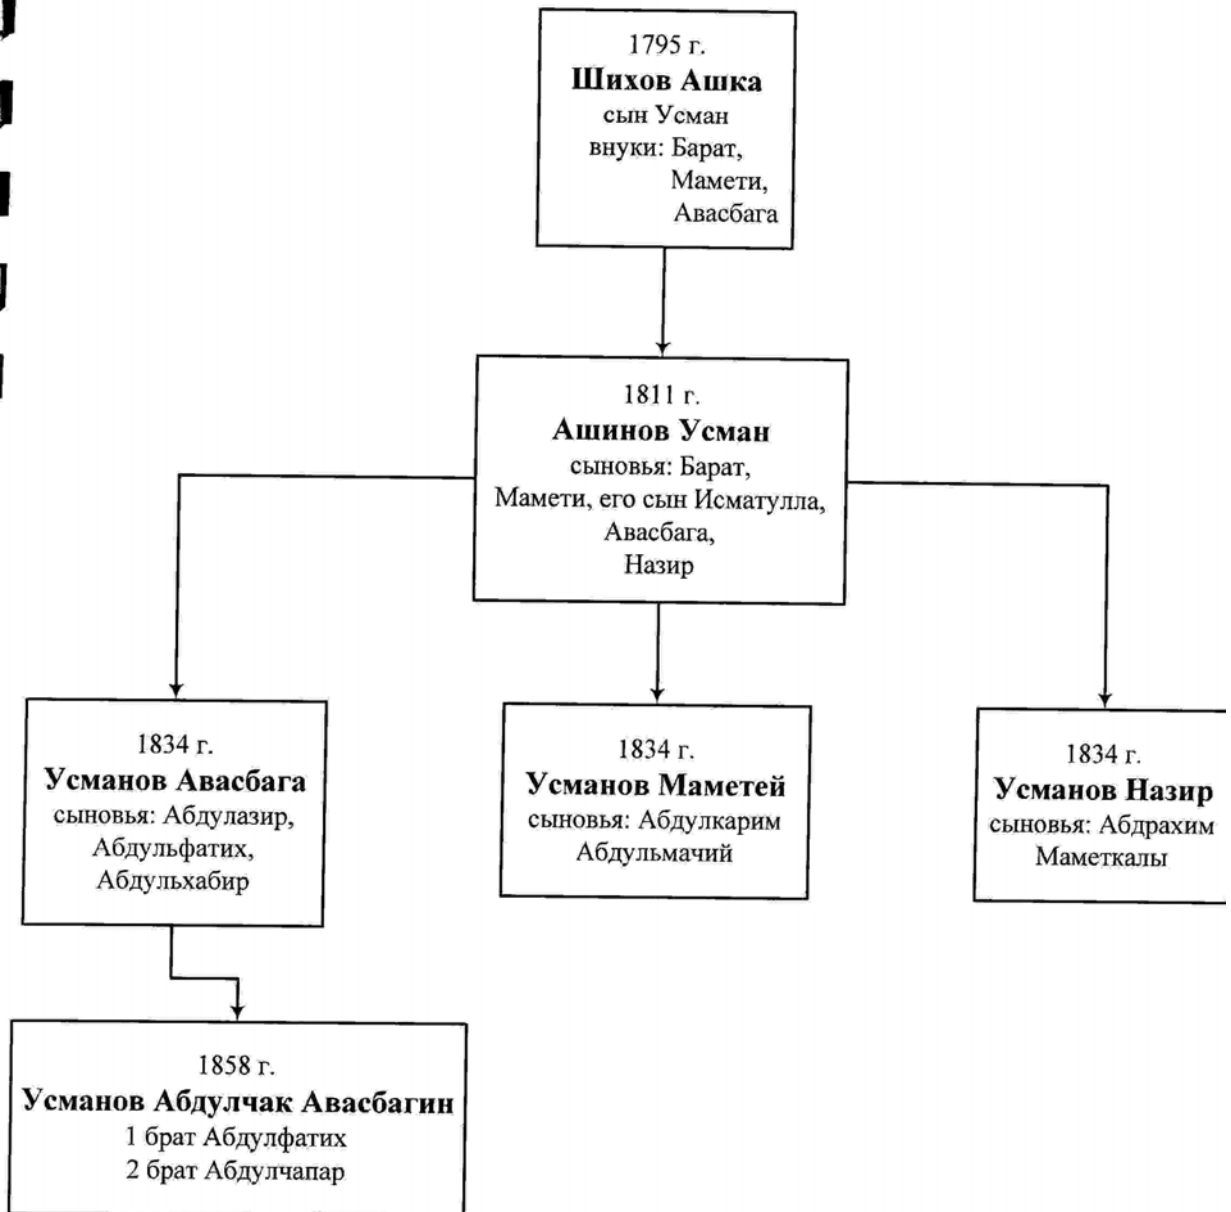 1795 г.
Шихов Ашка
сын Усман
внуки: Барат,
Мамети,
Авасбага
1811 г.
Ашинов Усман
сыновья: Барат,
Мамети, его сын Исматулла,
Авасбага,
Назир
1834 г.
Усманов Авасбага
сыновья: Абдулазир,
Абдульфатих,
Абдульхабир
1834 г.
Усманов Маметей
сыновья: Абдулкарим
Абдульмачий
1834 г.
Усманов Назир
сыновья: Абдрахим
Маметкалы
1858 г.
Усманов Абдулчак Авасбагин
1 брат Абдулфатих
2 брат Абдулчапар